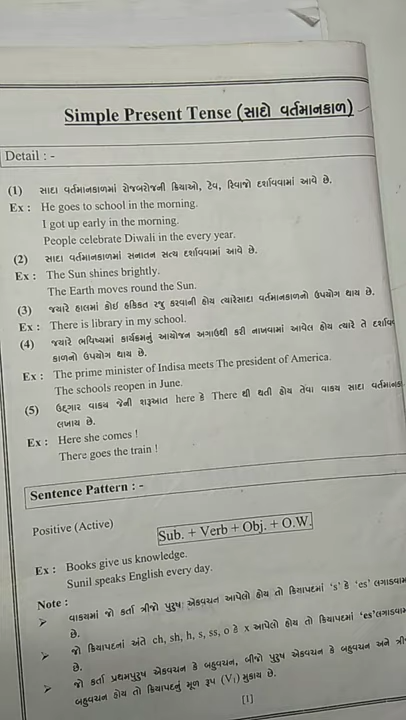 Simple Present Tense (સાદો વર્તમાનકાળ)
Detail : -
(1) સાદા વર્તમાનકાળમાં રોજબરોજની ક્રિયાઓ, ટેવ, રિવાજો દર્શાવવામાં આવે છે.
Ex : He goes to school in the morning.
I got up early in the morning.
People celebrate Diwali in the every year.
(2) સાદા વર્તમાનકાળમાં સનાતન સત્ય દર્શાવવામાં આવે છે.
Ex : The Sun shines brightly.
The Earth moves round the Sun.
(3) જ્યારે હાલમાં કોઈ હકિકત રજુ કરવાની હોય ત્યારેસાદા વર્તમાનકાળનો ઉપયોગ થાય છે.
Ex : There is library in my school.
(4) જ્યારે ભવિષ્યમાં કાર્યક્રમનું આયોજન અગાઉથી કરી નાખવામાં આવેલ હોય ત્યારે તે દર્શાવવ
કાળનો ઉપયોગ થાય છે.
Ex : The prime minister of Indisa meets The president of America.
The schools reopen in June.
(5) ઉદ્દગાર વાક્ય જેની શરૂઆત here કે There થી થતી હોય તેવા વાક્ય સાદા વર્તમાનકા
લખાય છે.
Ex : Here she comes !
There goes the train !
Sentence Pattern : -
Positive (Active)
Sub. + Verb + Obj. + O.W.
Ex : Books give us knowledge.
Sunil speaks English every day.
Note :
➢ વાક્યમાં જો કર્તા ત્રીજો પુરુષ એકવચન આપેલો હોય તો ક્રિયાપદમાં 's' કે 'es' લગાડવામ
છે.
➢ જો ક્રિયાપદનાં અંતે ch, sh, h, s, ss, o કે x આપેલો હોય તો ક્રિયાપદમાં 'es'લગાડવામ
છે.
➢ જો કર્તા પ્રથમપુરુષ એકવચન કે બહુવચન, બીજો પુરુષ એકવચન કે બહુવચન અને ત્રી
બહુવચન હોય તો ક્રિયાપદનું મૂળ રૂપ (V₁) મુકાય છે.
[1]